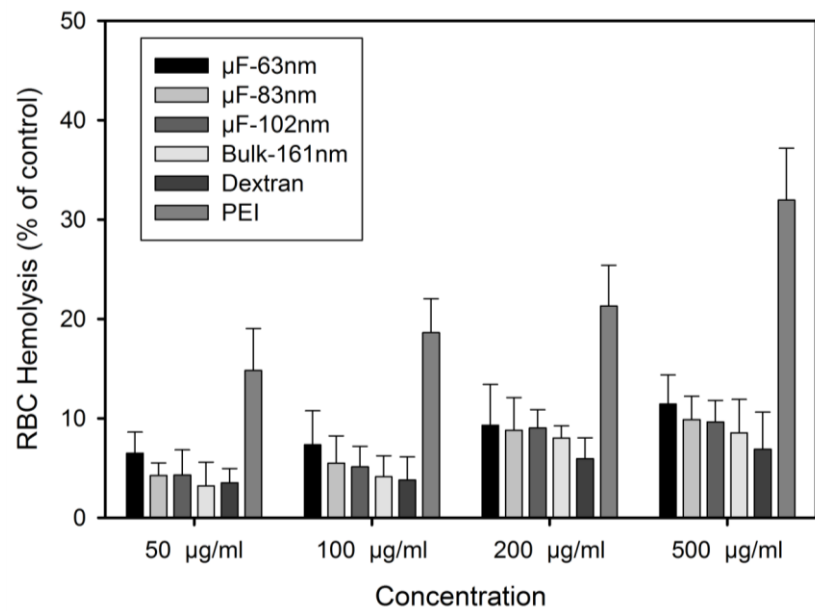 50
40
30
20
10
0
RBC Hemolysis (% of control)
µF-63nm
µF-83nm
µF-102nm
Bulk-161nm
Dextran
PEI
50 µg/ml 100 µg/ml 200 µg/ml 500 µg/ml
Concentration